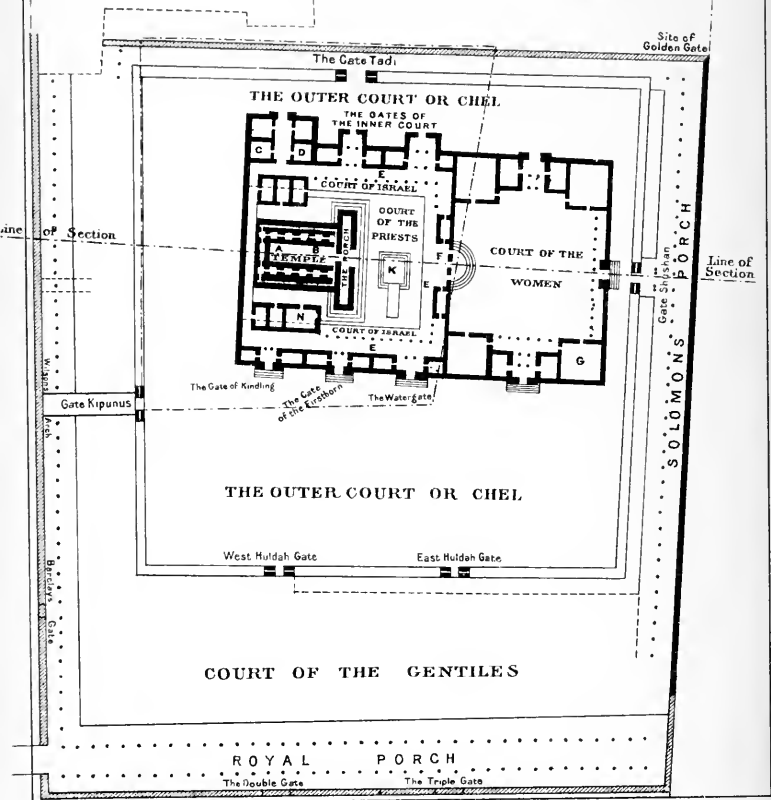 Site of
Golden Gate
The Gate Tadi
THE OUTER COURT OR CHEL
THE GATES OF
THE INNER COURT
C
D
E
COURT OF ISRAEL
COURT
OF THE
PRIESTS
Line of Section
A
B
TEMPLE
THE PORCH
K
F
E
COURT OF THE
WOMEN
Line of
Section
Gate Shushan
SOLOMONS PORCH
N
COURT OF ISRAEL
E
G
Wilsons Arch
The Gate of Kindling
The Gate
of the Firstborn
The Watergate
Gate Kipunus
THE OUTER COURT OR CHEL
West Huldah Gate
East Huldah Gate
Barclays Gate
COURT OF THE GENTILES
ROYAL PORCH
The Double Gate
The Triple Gate